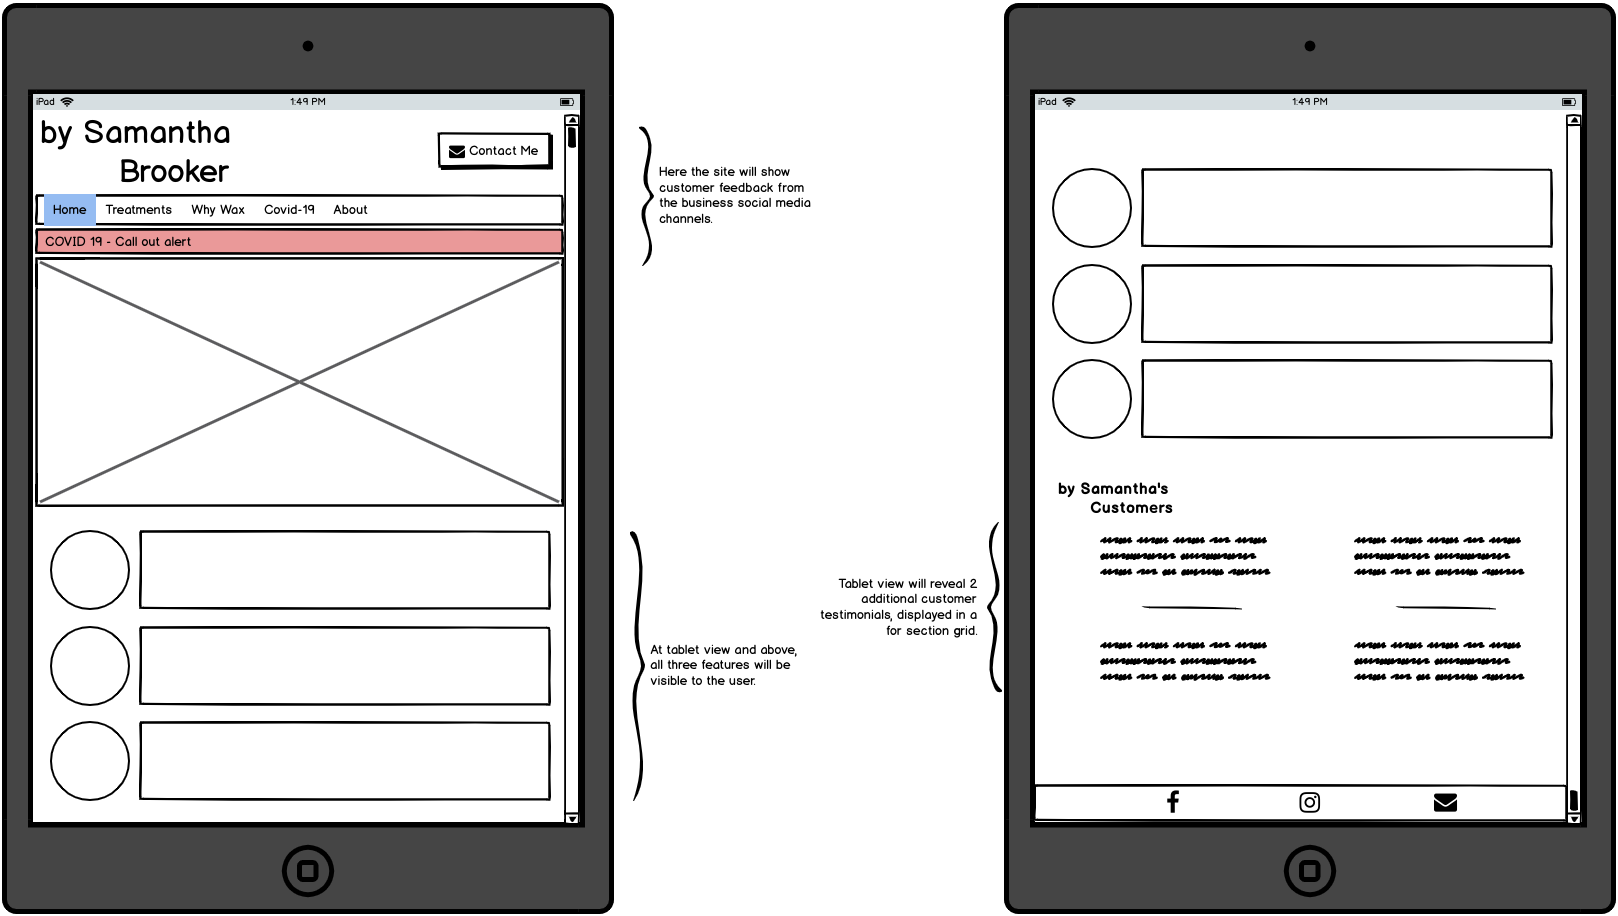 iPad
1:49 PM
by Samantha
Brooker
Contact Me
Home Treatments Why Wax Covid-19 About
COVID 19 - Call out alert
Here the site will show
customer feedback from
the business social media
channels.
At tablet view and above,
all three features will be
visible to the user.
Tablet view will reveal 2
additional customer
testimonials, displayed in a
for section grid.
iPad
1:49 PM
by Samantha's
Customers